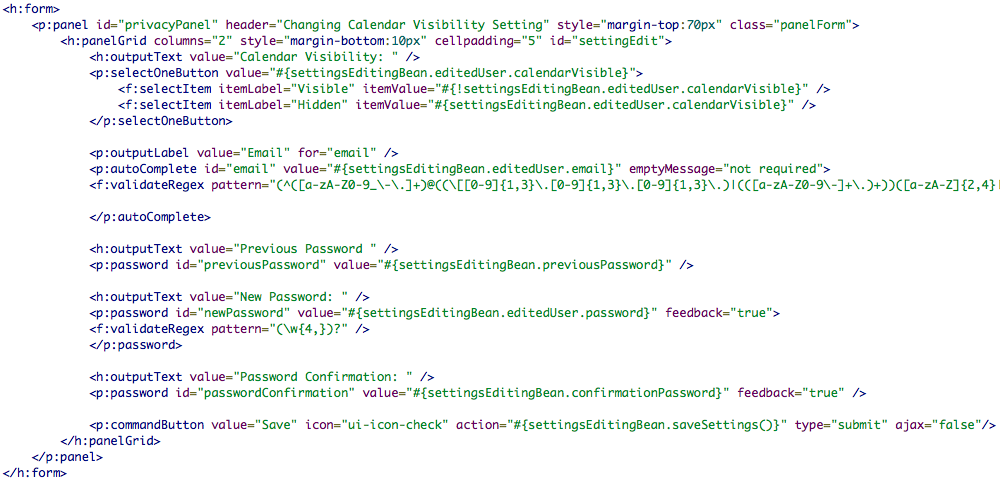 <h:form>
<p:panel id="privacyPanel" header="Changing Calendar Visibility Setting" style="margin-top:70px" class="panelForm">
<h:panelGrid columns="2" style="margin-bottom:10px" cellpadding="5" id="settingEdit">
<h:outputText value="Calendar Visibility: " />
<p:selectOneButton value="#{settingsEditingBean.editedUser.calendarVisible}">
<f:selectItem itemLabel="Visible" itemValue="#{!settingsEditingBean.editedUser.calendarVisible}" />
<f:selectItem itemLabel="Hidden" itemValue="#{settingsEditingBean.editedUser.calendarVisible}" />
</p:selectOneButton>
<p:outputLabel value="Email" for="email" />
<p:autoComplete id="email" value="#{settingsEditingBean.editedUser.email}" emptyMessage="not required">
<f:validateRegex pattern="(^([a-zA-Z0-9_\-\.]+)@((\[[0-9]{1,3}\.[0-9]{1,3}\.[0-9]{1,3}\.)|(([a-zA-Z0-9\-]+\.)+))([a-zA-Z]{2,4}|
</p:autoComplete>
<h:outputText value="Previous Password " />
<p:password id="previousPassword" value="#{settingsEditingBean.previousPassword}" />
<h:outputText value="New Password: " />
<p:password id="newPassword" value="#{settingsEditingBean.editedUser.password}" feedback="true">
<f:validateRegex pattern="(\w{4,})?" />
</p:password>
<h:outputText value="Password Confirmation: " />
<p:password id="passwordConfirmation" value="#{settingsEditingBean.confirmationPassword}" feedback="true" />
<p:commandButton value="Save" icon="ui-icon-check" action="#{settingsEditingBean.saveSettings()}" type="submit" ajax="false"/>
</h:panelGrid>
</p:panel>
</h:form>